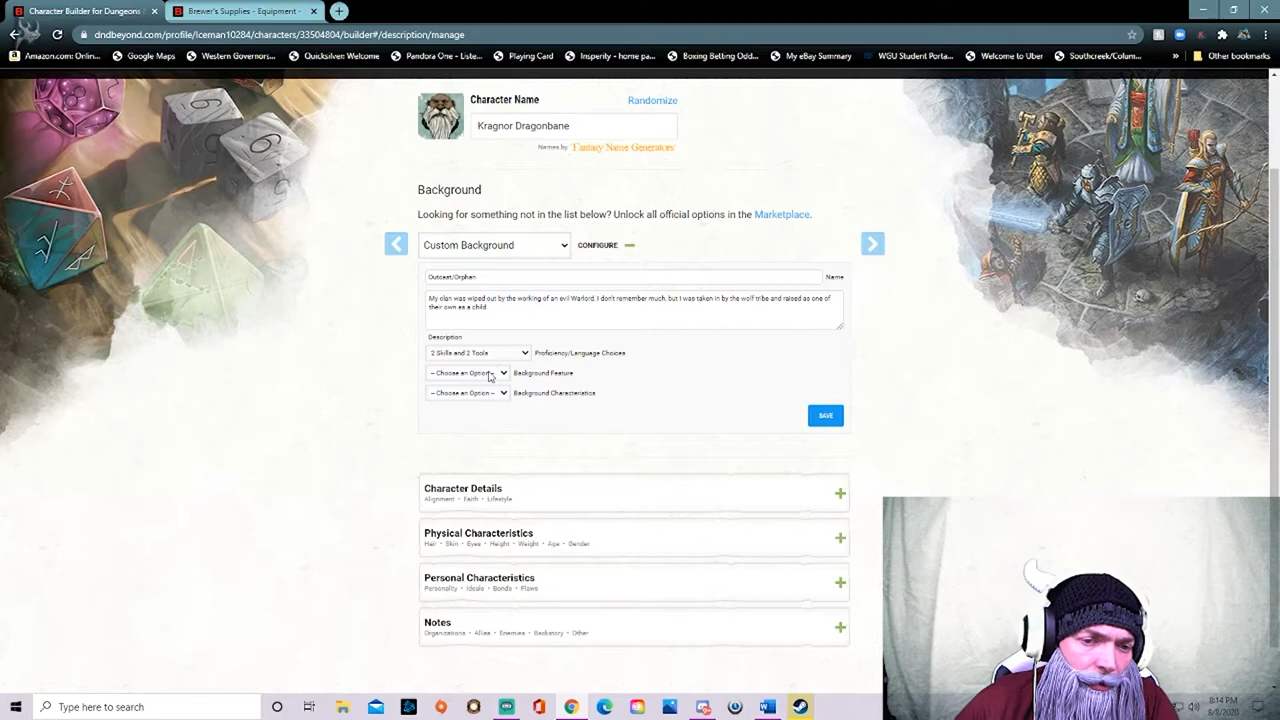 Character Builder for Dungeons
Brewer's Supplies - Equipment -
dndbeyond.com/profile/Iceman10284/characters/33504804/builder#/description/manage
Amazon.com: Onlin...
Google Maps
Western Governors...
Quicksilver: Welcome
Pandora One - Liste...
Playing Card
Insperity - home pa...
Boxing Betting Odd...
My eBay Summary
WGU Student Porta...
Welcome to Uber
Southcreek/Colum...
Other bookmarks
Character Name
Randomize
Kragnor Dragonbane
Names by Fantasy Name Generators
Background
Looking for something not in the list below? Unlock all official options in the Marketplace.
Custom Background
CONFIGURE
Outcast/Orphan
Name
My clan was wiped out by the working of an evil Warlord. I don't remember much, but I was taken in by the wolf tribe and raised as one of
their own as a child.
Description
2 Skills and 2 Tools
Proficiency/Language Choices
-- Choose an Option --
Background Feature
-- Choose an Option --
Background Characteristics
SAVE
Character Details
Alignment • Faith • Lifestyle
Physical Characteristics
Hair • Skin • Eyes • Height • Weight • Age • Gender
Personal Characteristics
Personality • Ideals • Bonds • Flaws
Notes
Organizations • Allies • Enemies • Backstory • Other
Type here to search
8:14 PM
8/8/2020